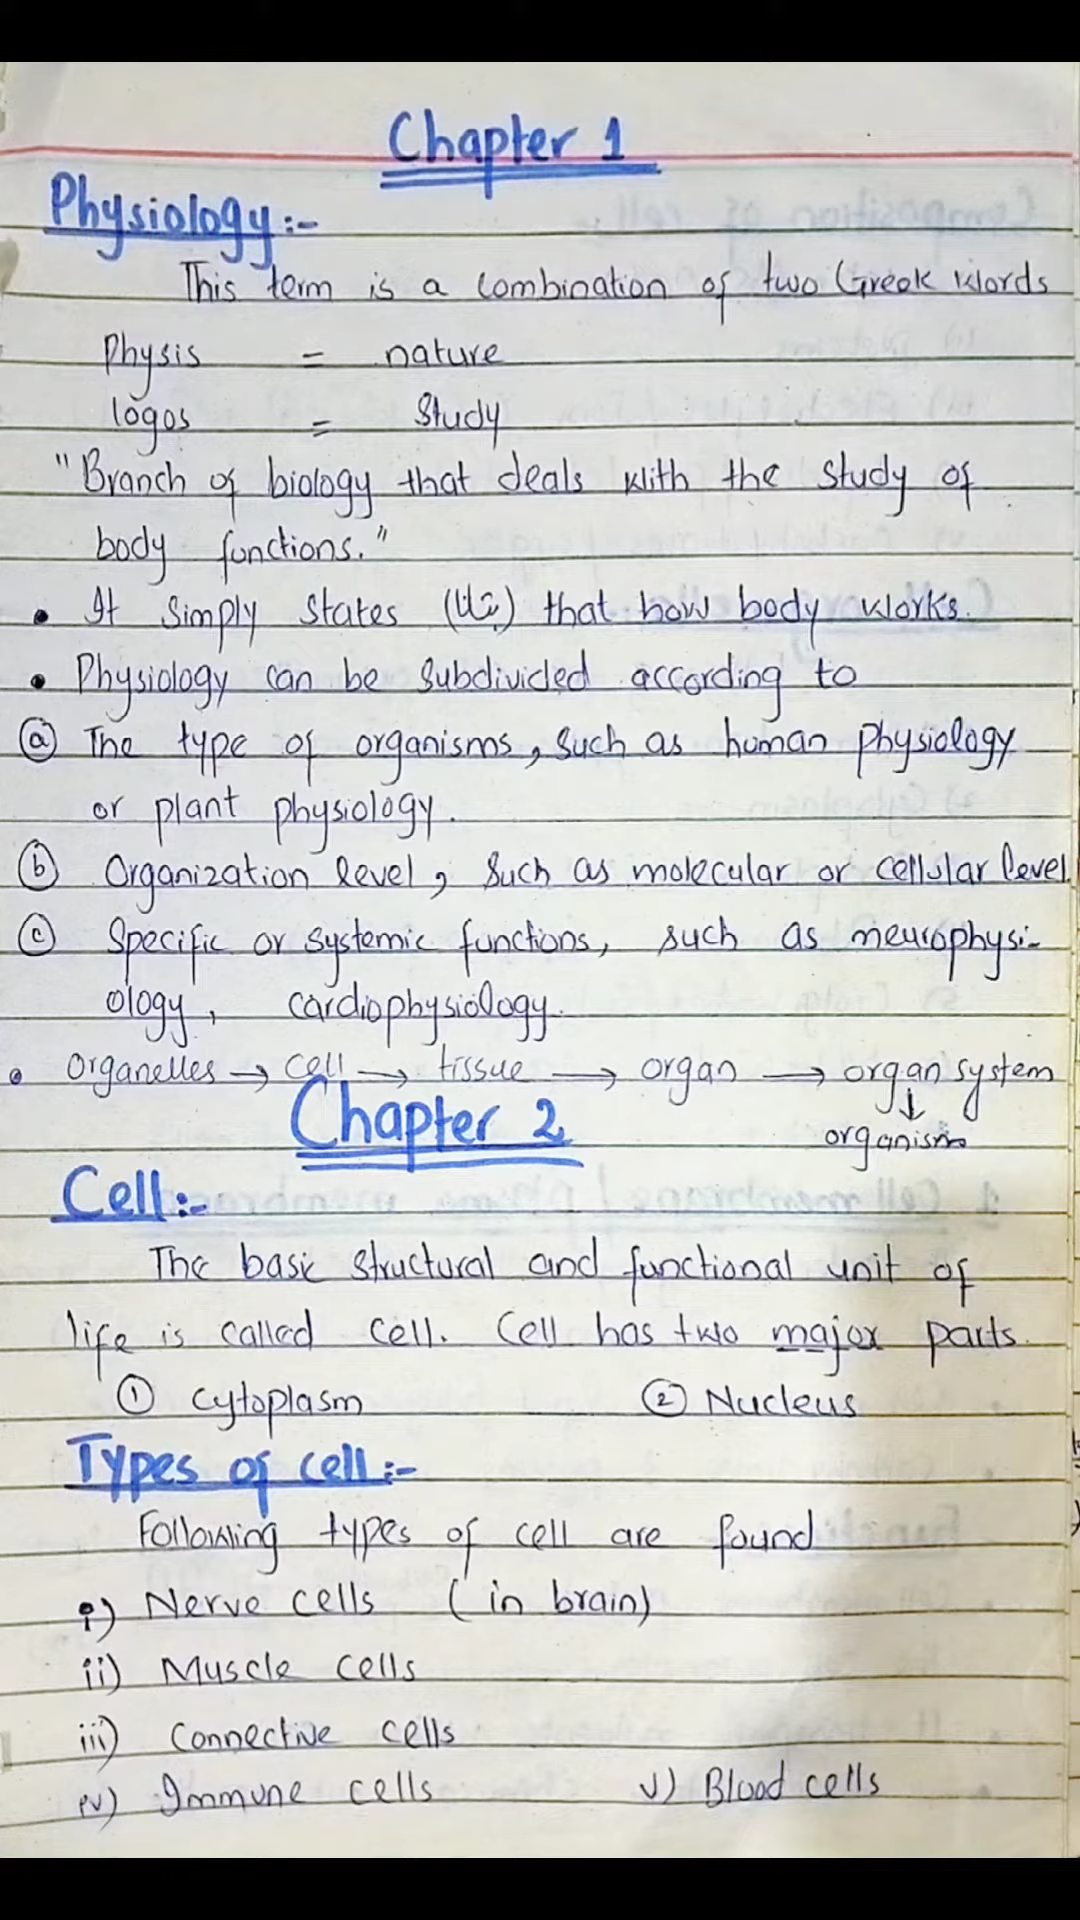 Chapter 1
Physiology:-
This term is a combination of two Greek words
Physis = nature
logos = study
"Branch of biology that deals with the study of
body functions."
• It simply states (بتانا) that how body works.
• Physiology can be subdivided according to
(a) The type of organisms, such as human physiology
or plant physiology.
(b) Organization level, such as molecular or cellular level
(c) Specific or systemic functions, such as neurophysi-
ology, cardiophysiology.
• Organelles → cell → tissue → organ → organ system
↓
organism
Chapter 2
Cell:-
The basic structural and functional unit of
life is called cell. Cell has two major parts.
(1) Cytoplasm (2) Nucleus
Types of cell:-
Following types of cell are found
i) Nerve cells (in brain)
ii) Muscle cells
iii) Connective cells
iv) Immune cells v) Blood cells